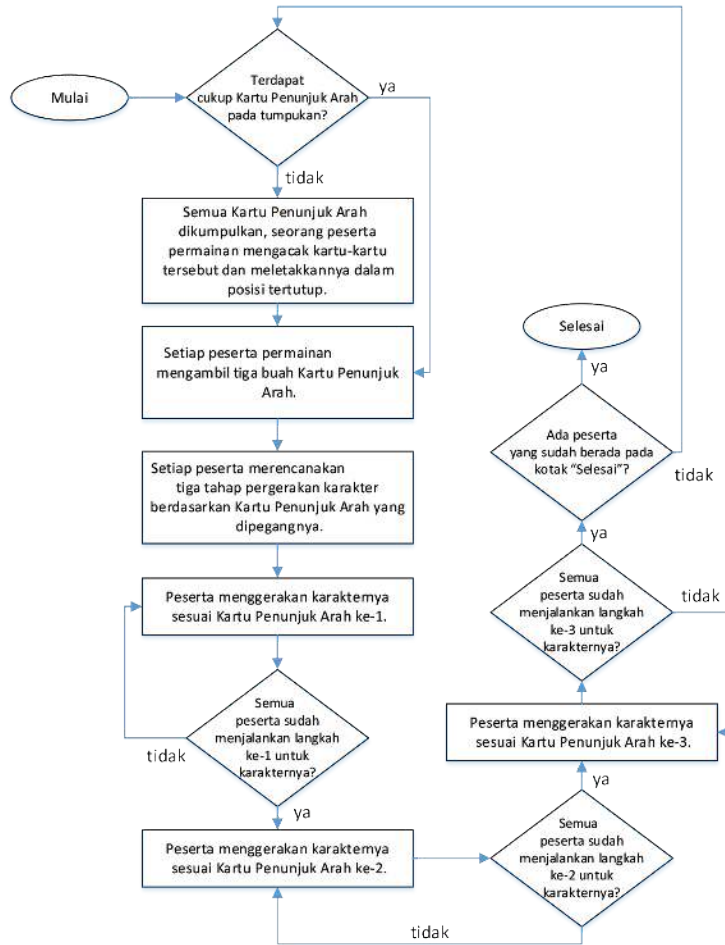 Mulai
Terdapat
cukup Kartu Penunjuk Arah
pada tumpukan?
ya
tidak
Semua Kartu Penunjuk Arah
dikumpulkan, seorang peserta
permainan mengacak kartu-kartu
tersebut dan meletakkannya dalam
posisi tertutup.
Setiap peserta permainan
mengambil tiga buah Kartu Penunjuk
Arah.
Setiap peserta merencanakan
tiga tahap pergerakan karakter
berdasarkan Kartu Penunjuk Arah yang
dipegangnya.
Peserta menggerakan karakternya
sesuai Kartu Penunjuk Arah ke-1.
Semua
peserta sudah
menjalankan langkah
ke-1 untuk
karakternya?
tidak
ya
Peserta menggerakan karakternya
sesuai Kartu Penunjuk Arah ke-2.
Semua
peserta sudah
menjalankan langkah
ke-2 untuk
karakternya?
tidak
ya
Peserta menggerakan karakternya
sesuai Kartu Penunjuk Arah ke-3.
Semua
peserta sudah
menjalankan langkah
ke-3 untuk
karakternya?
tidak
ya
Ada peserta
yang sudah berada pada
kotak "Selesai"?
tidak
ya
Selesai